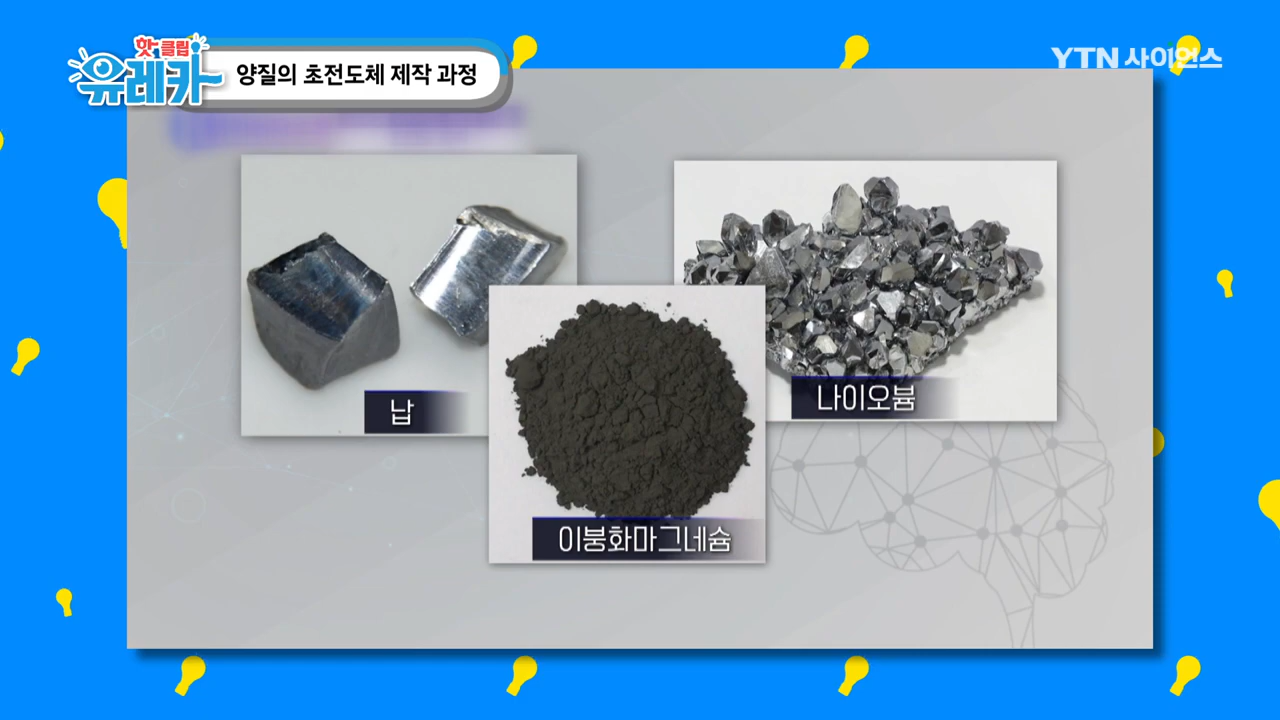 핫클립
유레카
양질의 초전도체 제작 과정
YTN 사이언스
납
나이오븀
이붕화마그네슘